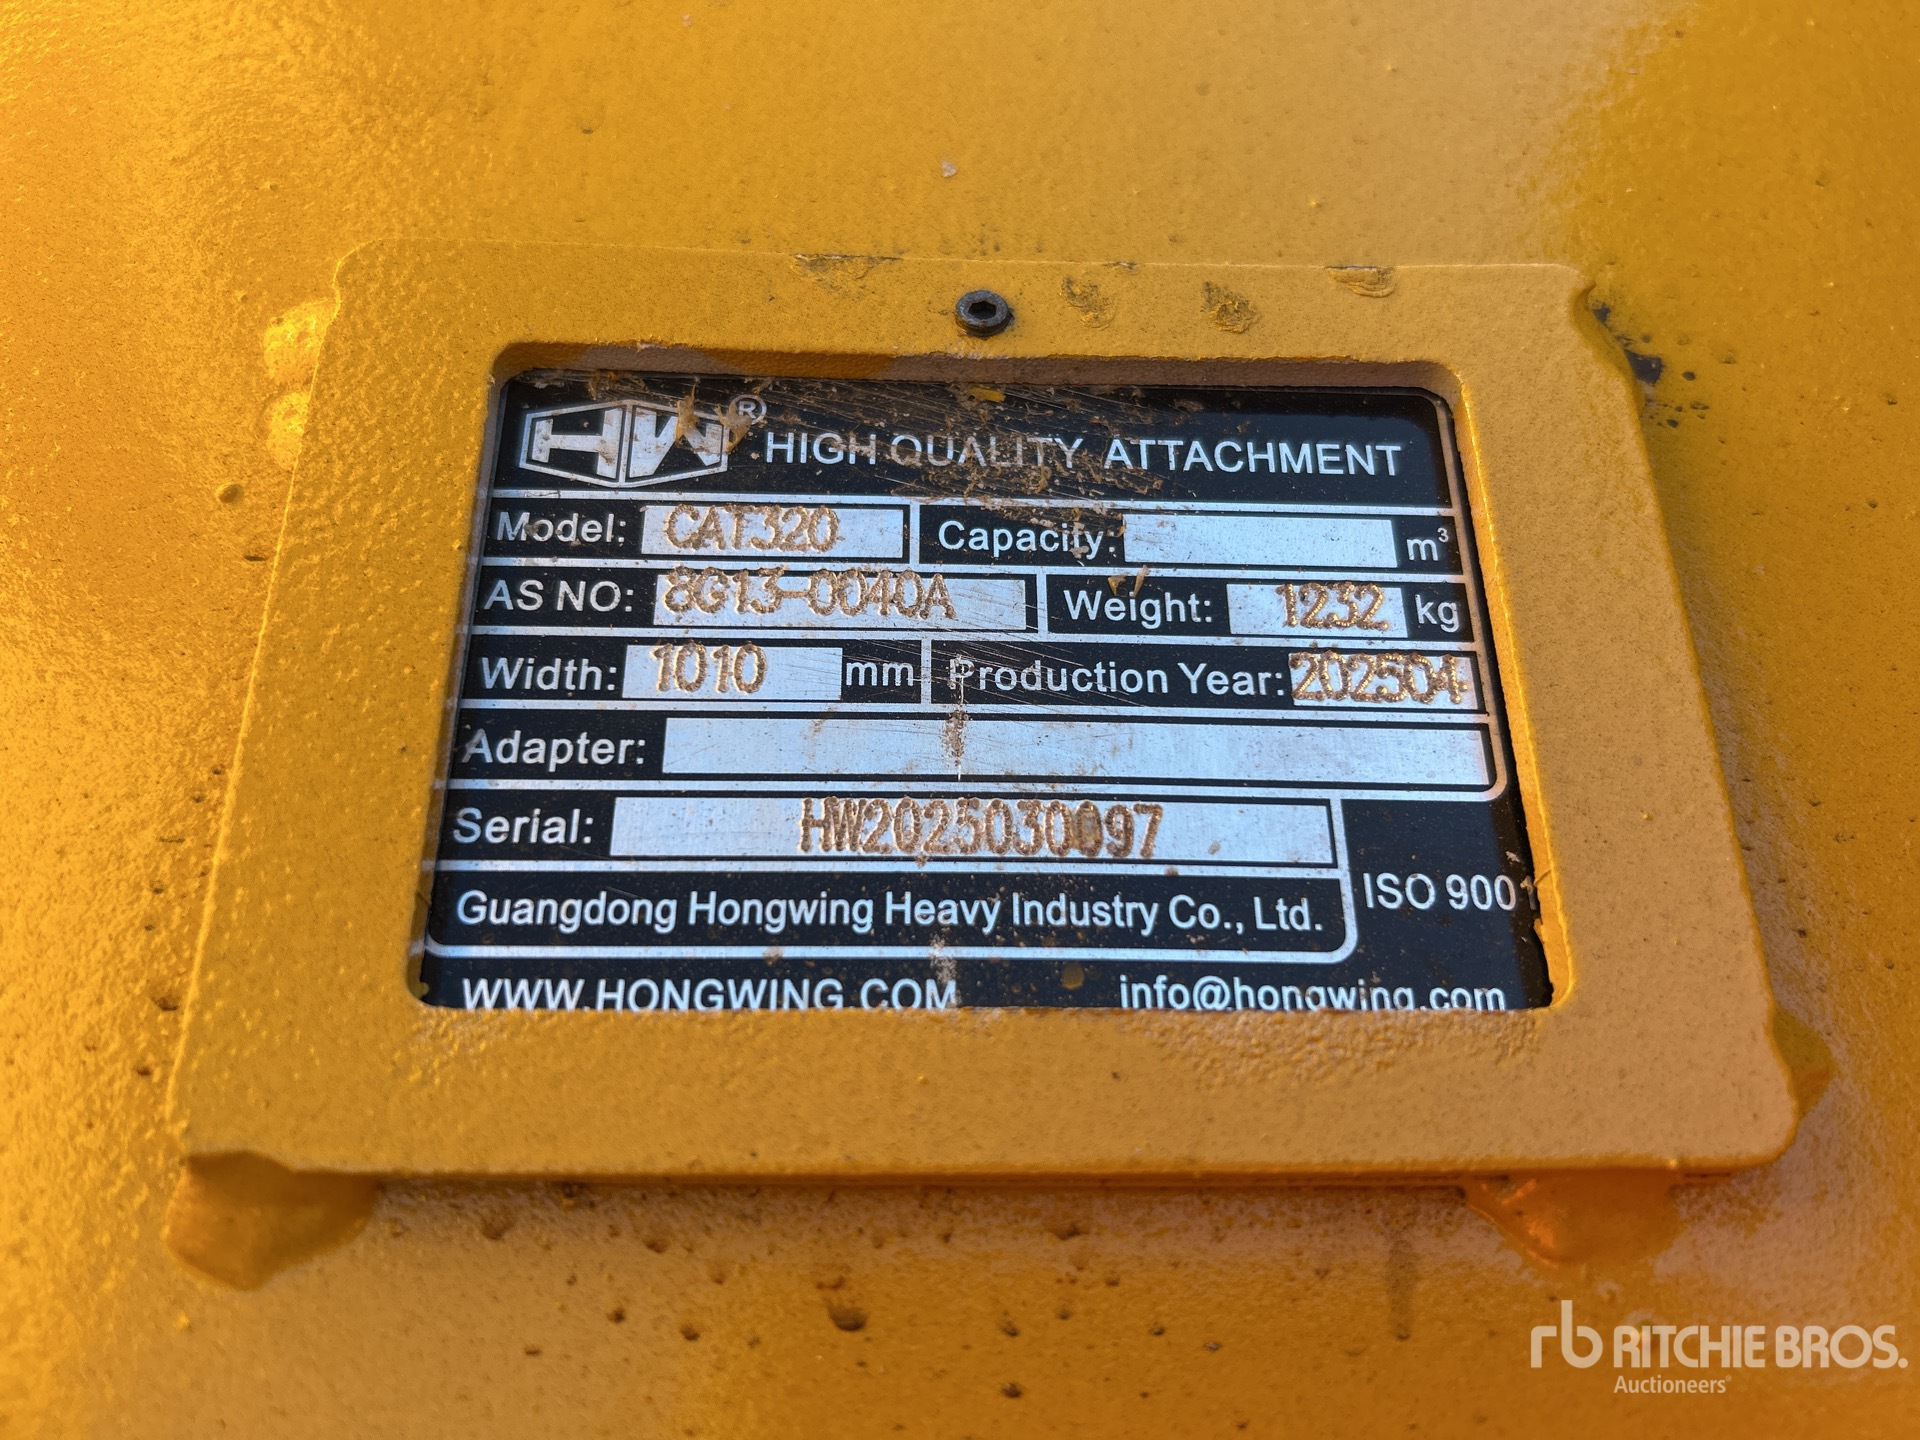 HW® HIGH QUALITY ATTACHMENT
Model: CAT320 Capacity: m³
AS NO: 8G13-0040A Weight: 1232 kg
Width: 1010 mm Production Year: 202504
Adapter:
Serial: HW2025030097
Guangdong Hongwing Heavy Industry Co., Ltd. ISO 9001
WWW.HONGWING.COM info@hongwing.com
rb RITCHIE BROS.
Auctioneers